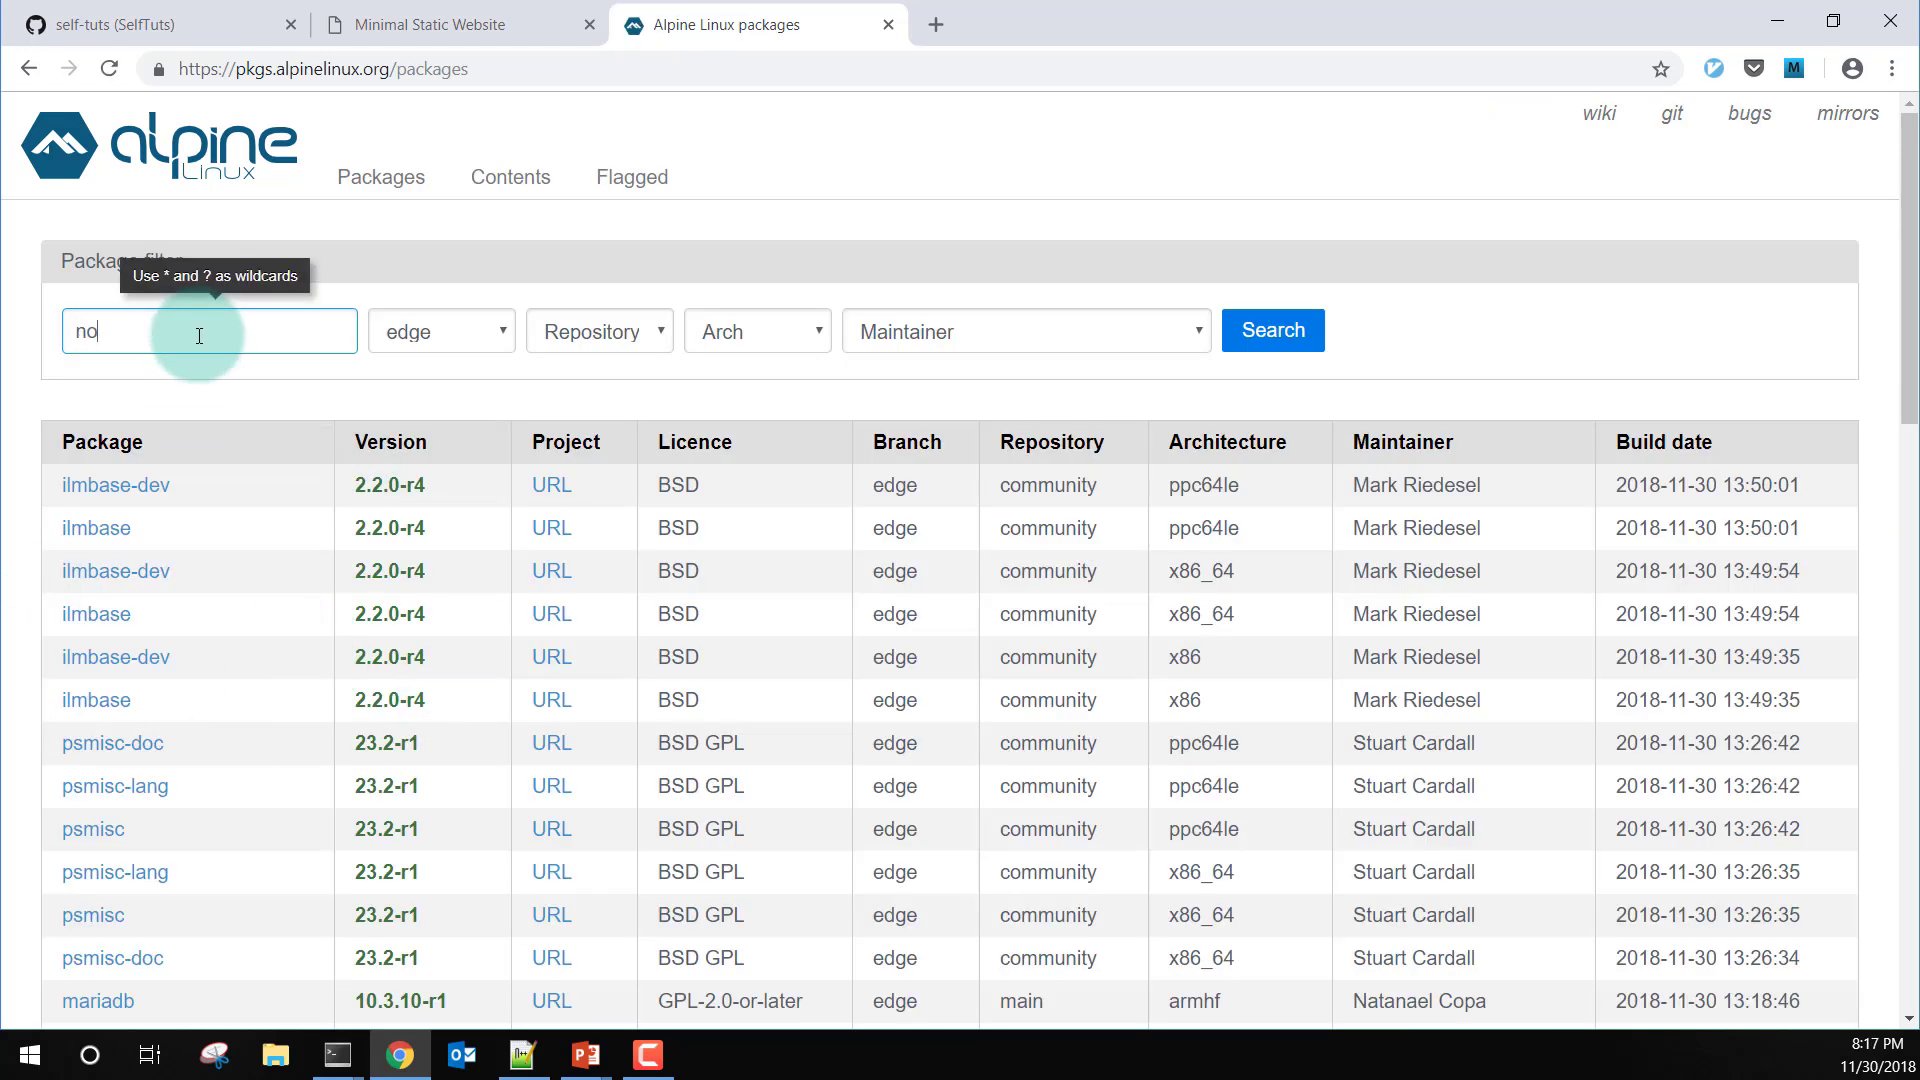 self-tuts (SelfTuts)
Minimal Static Website
Alpine Linux packages
https://pkgs.alpinelinux.org/packages
M
wiki git bugs mirrors
alpine
Linux
Packages Contents Flagged
Package filter
Use * and ? as wildcards
no edge Repository Arch Maintainer Search
Package Version Project Licence Branch Repository Architecture Maintainer Build date
ilmbase-dev 2.2.0-r4 URL BSD edge community ppc64le Mark Riedesel 2018-11-30 13:50:01
ilmbase 2.2.0-r4 URL BSD edge community ppc64le Mark Riedesel 2018-11-30 13:50:01
ilmbase-dev 2.2.0-r4 URL BSD edge community x86_64 Mark Riedesel 2018-11-30 13:49:54
ilmbase 2.2.0-r4 URL BSD edge community x86_64 Mark Riedesel 2018-11-30 13:49:54
ilmbase-dev 2.2.0-r4 URL BSD edge community x86 Mark Riedesel 2018-11-30 13:49:35
ilmbase 2.2.0-r4 URL BSD edge community x86 Mark Riedesel 2018-11-30 13:49:35
psmisc-doc 23.2-r1 URL BSD GPL edge community ppc64le Stuart Cardall 2018-11-30 13:26:42
psmisc-lang 23.2-r1 URL BSD GPL edge community ppc64le Stuart Cardall 2018-11-30 13:26:42
psmisc 23.2-r1 URL BSD GPL edge community ppc64le Stuart Cardall 2018-11-30 13:26:42
psmisc-lang 23.2-r1 URL BSD GPL edge community x86_64 Stuart Cardall 2018-11-30 13:26:35
psmisc 23.2-r1 URL BSD GPL edge community x86_64 Stuart Cardall 2018-11-30 13:26:35
psmisc-doc 23.2-r1 URL BSD GPL edge community x86_64 Stuart Cardall 2018-11-30 13:26:34
mariadb 10.3.10-r1 URL GPL-2.0-or-later edge main armhf Natanael Copa 2018-11-30 13:18:46
8:17 PM
11/30/2018